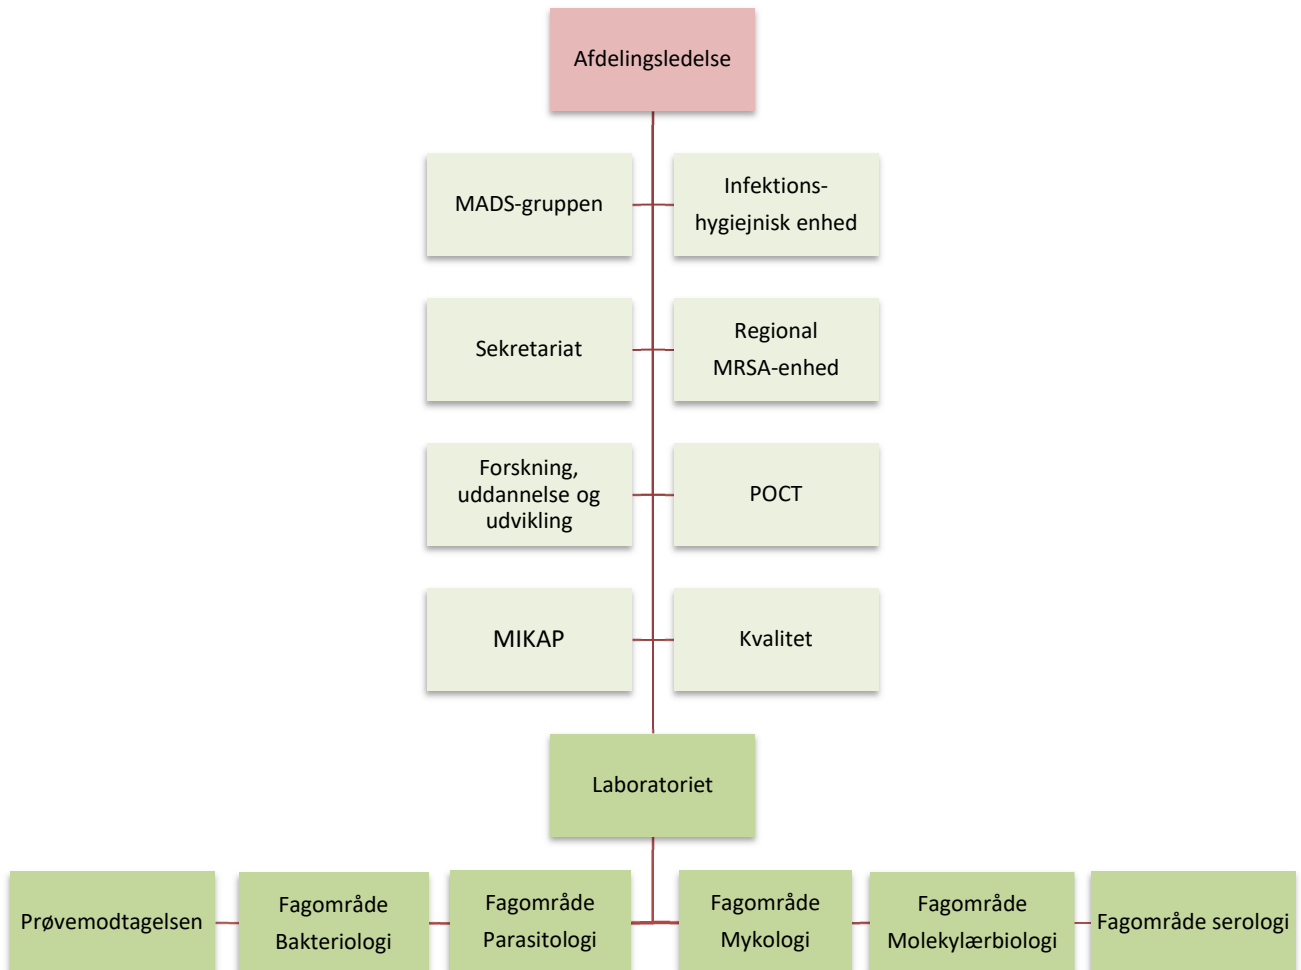 Afdelingsledelse
MADS-gruppen
Infektions-
hygiejnisk enhed
Sekretariat
Regional
MRSA-enhed
Forskning,
uddannelse og
udvikling
POCT
MIKAP
Kvalitet
Laboratoriet
Prøvemodtagelsen
Fagområde
Bakteriologi
Fagområde
Parasitologi
Fagområde
Mykologi
Fagområde
Molekylærbiologi
Fagområde serologi